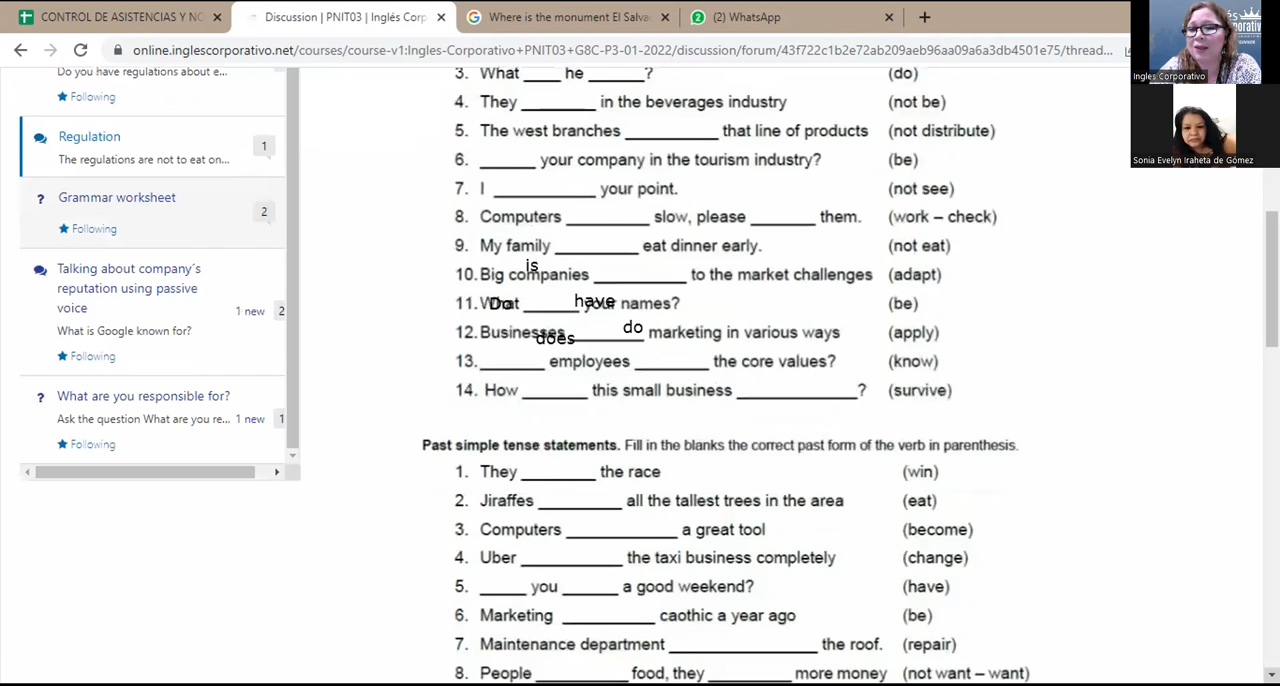 CONTROL DE ASISTENCIAS Y NO
Discussion | PNIT03 | Inglés Corp
Where is the monument El Salva
(2) WhatsApp
online.inglescorporativo.net/courses/course-v1:Ingles-Corporativo+PNIT03+G8C-P3-01-2022/discussion/forum/43f722c1b2e72ab209aeb96aa09a6a3db4501e75/thread...
Ingles Corporativo
Sonia Evelyn Iraheta de Gómez
Do you have regulations about e...
Following
Regulation 1
The regulations are not to eat on...
Grammar worksheet 2
Following
Talking about company´s
reputation using passive
voice 1 new 2
What is Google known for?
Following
What are you responsible for?
Ask the question What are you re... 1 new 1
Following
3. What ____ he ______? (do)
4. They ________ in the beverages industry (not be)
5. The west branches __________ that line of products (not distribute)
6. ______ your company in the tourism industry? (be)
7. I ___________ your point. (not see)
8. Computers _________ slow, please _______ them. (work – check)
9. My family _________ eat dinner early. (not eat)
is
10. Big companies __________ to the market challenges (adapt)
11. What ______ your names? (be)
Do have
12. Businesses ________ marketing in various ways (apply)
does do
13. _______ employees ________ the core values? (know)
14. How _______ this small business _____________? (survive)
Past simple tense statements. Fill in the blanks the correct past form of the verb in parenthesis.
1. They ________ the race (win)
2. Jiraffes _________ all the tallest trees in the area (eat)
3. Computers ____________ a great tool (become)
4. Uber ___________ the taxi business completely (change)
5. _____ you ______ a good weekend? (have)
6. Marketing __________ caothic a year ago (be)
7. Maintenance department ________________ the roof. (repair)
8. People __________ food, they _________ more money (not want – want)